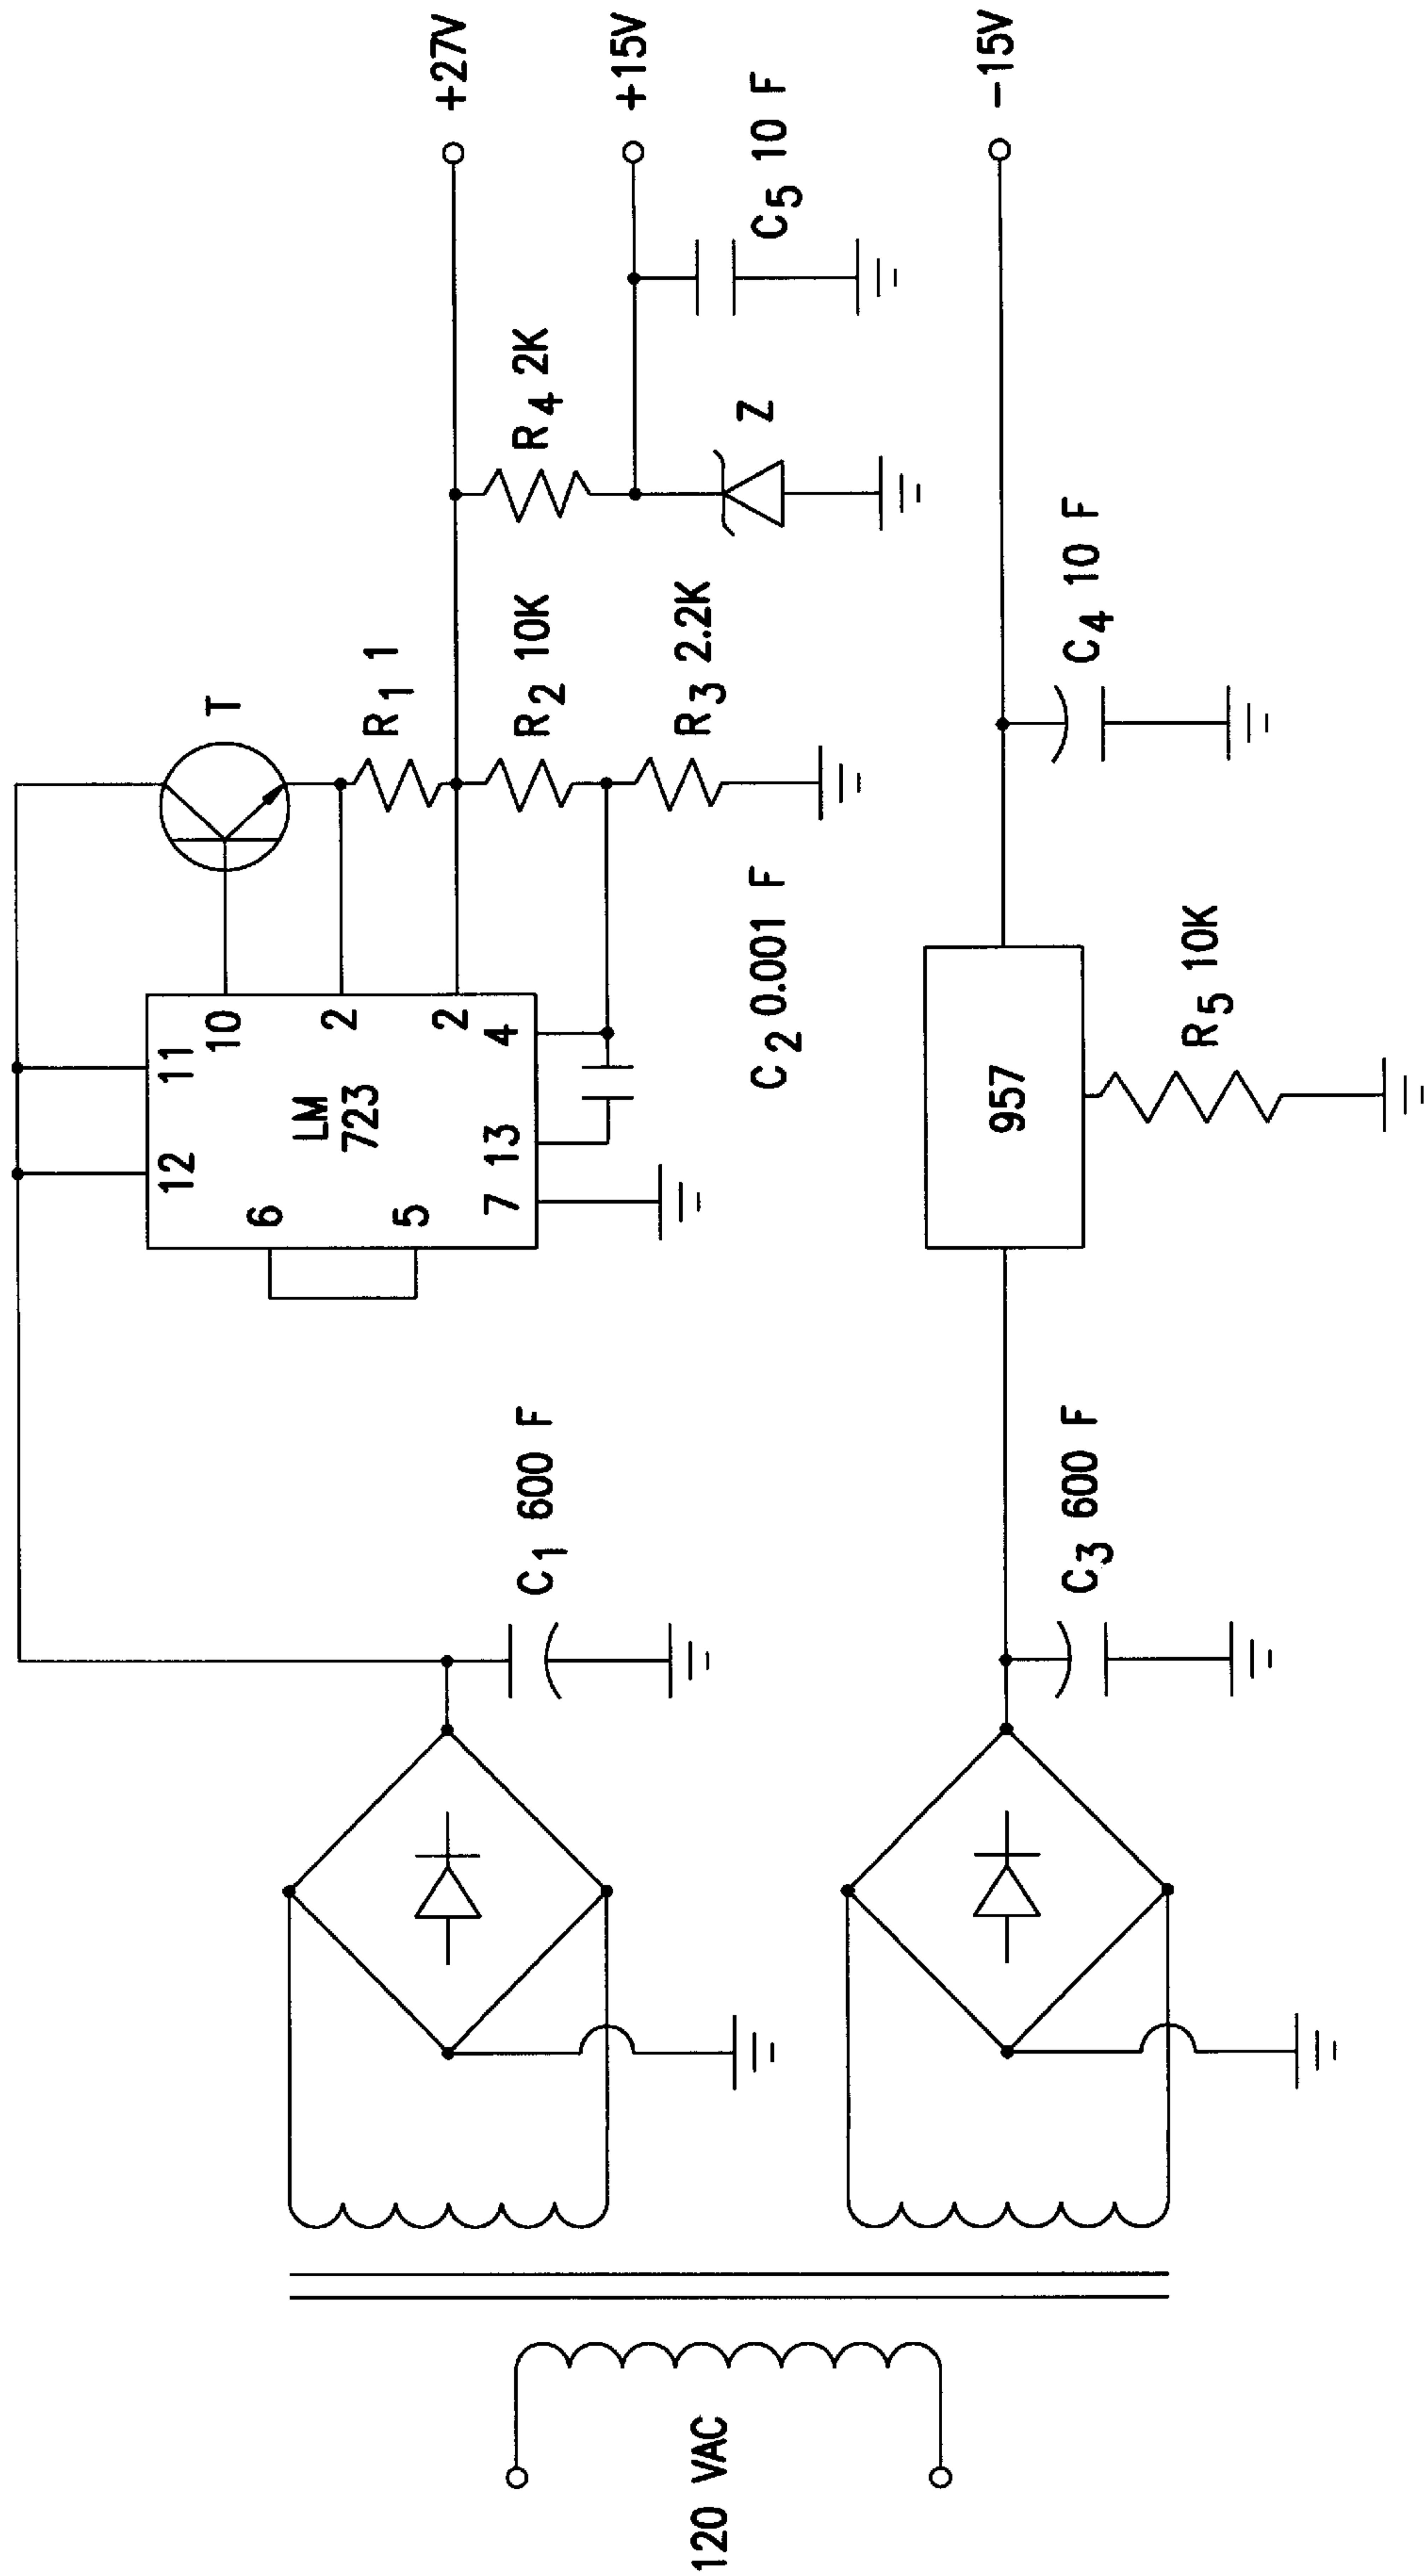 120 VAC
C1 600 F
LM
723
12
11
10
2
2
4
13
7
6
5
T
R1 1
R2 10K
R3 2.2K
C2 0.001 F
R4 2K
Z
C5 10 F
+27V
+15V
C3 600 F
957
R5 10K
C4 10 F
-15V